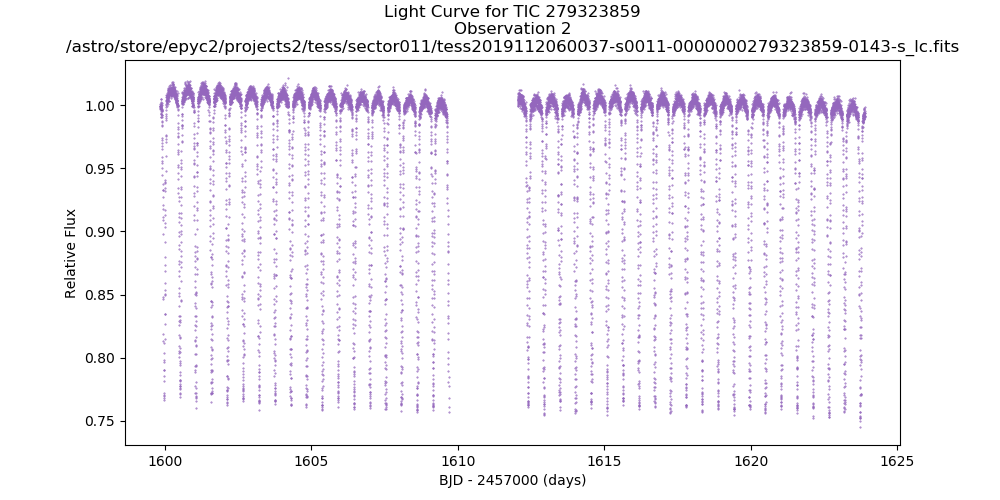 Light Curve for TIC 279323859
Observation 2
/astro/store/epyc2/projects2/tess/sector011/tess2019112060037-s0011-0000000279323859-0143-s_lc.fits
1.00
0.95
0.90
0.85
0.80
0.75
Relative Flux
1600
1605
1610
1615
1620
1625
BJD - 2457000 (days)